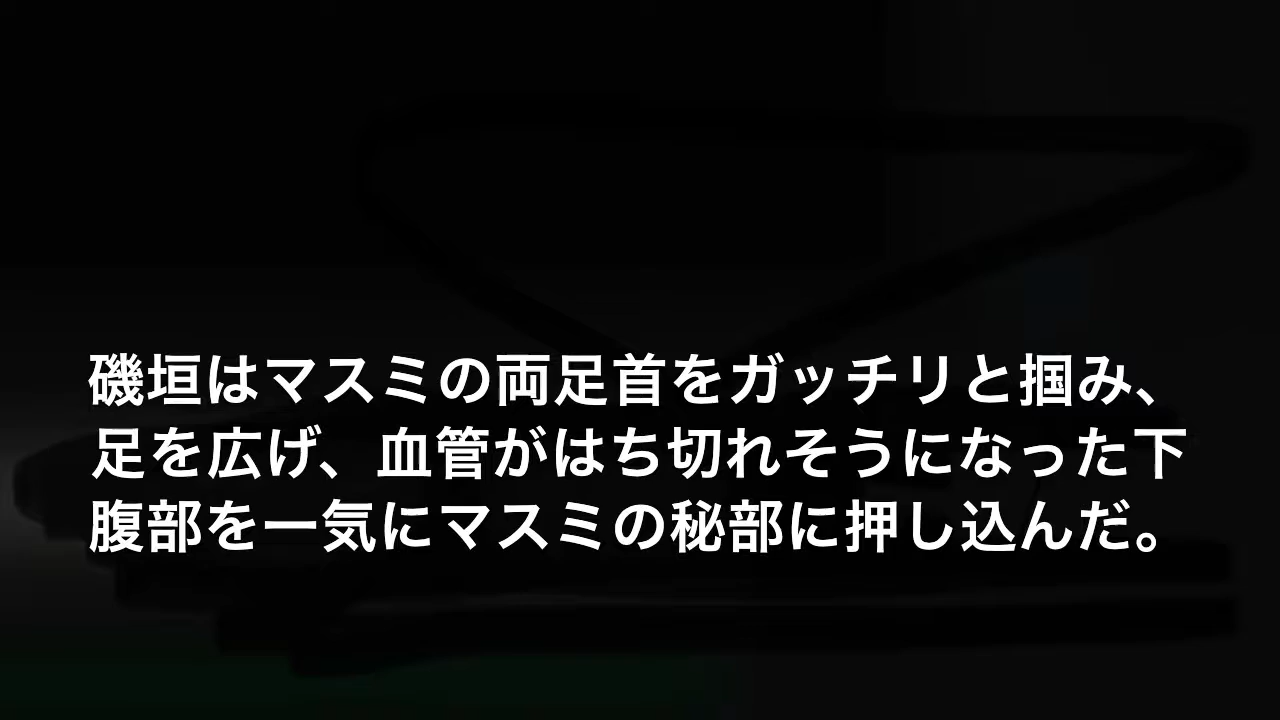 磯垣はマスミの両足首をガッチリと掴み、
足を広げ、血管がはち切れそうになった下
腹部を一気にマスミの秘部に押し込んだ。